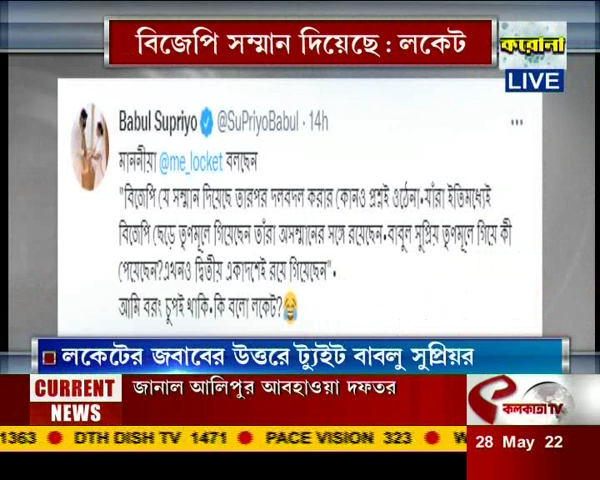 বিজেপি সম্মান দিয়েছে : লকেট
করোনা
LIVE
Babul Supriyo @SuPriyoBabul · 14h
...
মাননীয়া @me_locket বলছেন
"বিজেপি যে সম্মান দিয়েছে তারপর দলবদল করার কোনও প্রশ্নই ওঠেনা•যাঁরা ইতিমধ্যেই
বিজেপি ছেড়ে তৃণমূলে গিয়েছেন তাঁরা অসম্মানের সঙ্গে রয়েছেন•বাবুল সুপ্রিয় তৃণমূলে গিয়ে কী
পেয়েছেন?এখনও দ্বিতীয় একাদশেই রয়ে গিয়েছেন"•
আমি বরং চুপই থাকি•কি বলো লকেট?😂
লকেটের জবাবের উত্তরে ট্যুইট বাবলু সুপ্রিয়র
CURRENT NEWS
জানাল আলিপুর আবহাওয়া দফতর
কলকাতা TV
1363 DTH DISH TV 1471 PACE VISION 323 W
28 May 22